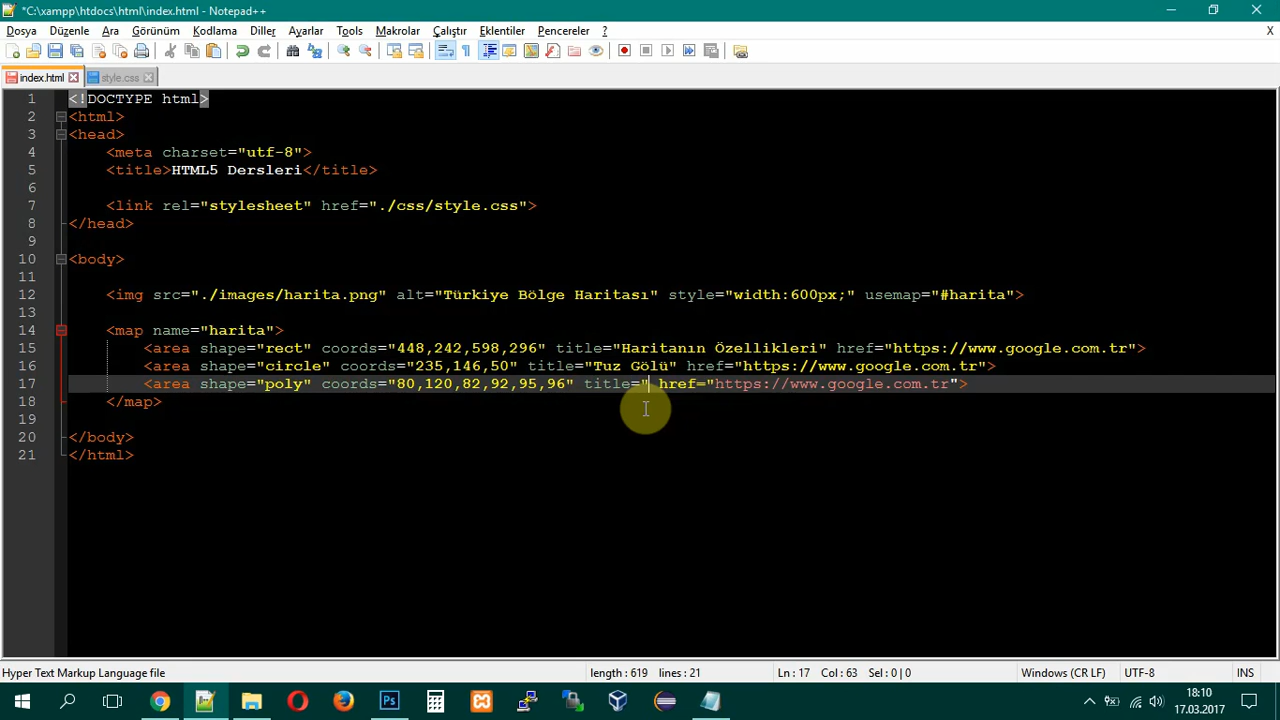 *C:\xampp\htdocs\html\index.html - Notepad++
Dosya Düzenle Ara Görünüm Kodlama Diller Ayarlar Tools Makrolar Çalıştır Eklentiler Pencereler ? X
index.html style.css
1 <!DOCTYPE html>
2 <html>
3 <head>
4 <meta charset="utf-8">
5 <title>HTML5 Dersleri</title>
6
7 <link rel="stylesheet" href="./css/style.css">
8 </head>
9
10 <body>
11
12 <img src="./images/harita.png" alt="Türkiye Bölge Haritası" style="width:600px;" usemap="#harita">
13
14 <map name="harita">
15 <area shape="rect" coords="448,242,598,296" title="Haritanın Özellikleri" href="https://www.google.com.tr">
16 <area shape="circle" coords="235,146,50" title="Tuz Gölü" href="https://www.google.com.tr">
17 <area shape="poly" coords="80,120,82,92,95,96" title=" href="https://www.google.com.tr">
18 </map>
19
20 </body>
21 </html>
Hyper Text Markup Language file length : 619 lines : 21 Ln : 17 Col : 63 Sel : 0 | 0 Windows (CR LF) UTF-8 INS
18:10
17.03.2017